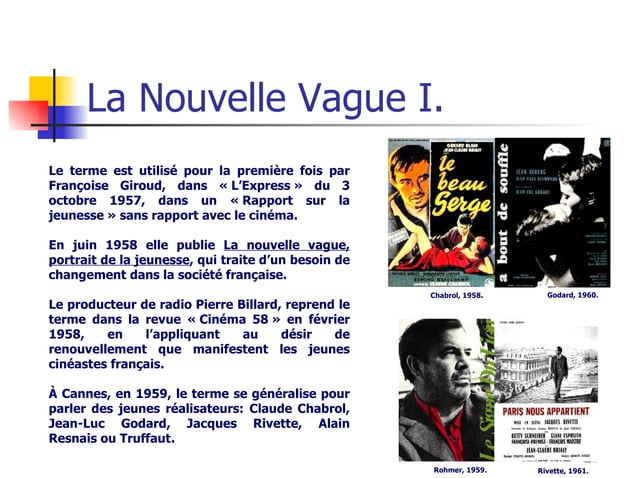 La Nouvelle Vague I.
Le terme est utilisé pour la première fois par
Françoise Giroud, dans « L’Express » du 3
octobre 1957, dans un « Rapport sur la
jeunesse » sans rapport avec le cinéma.
En juin 1958 elle publie La nouvelle vague,
portrait de la jeunesse, qui traite d’un besoin de
changement dans la société française.
Le producteur de radio Pierre Billard, reprend le
terme dans la revue « Cinéma 58 » en février
1958, en l’appliquant au désir de
renouvellement que manifestent les jeunes
cinéastes français.
À Cannes, en 1959, le terme se généralise pour
parler des jeunes réalisateurs: Claude Chabrol,
Jean-Luc Godard, Jacques Rivette, Alain
Resnais ou Truffaut.
GERARD BLAIN
JEAN-CLAUDE BRIALY
le
beau
Serge
CLAUDE CHABROL
Chabrol, 1958.
a bout de souffle
JEAN SEBERG
JEAN-PAUL BELMONDO
JEAN-LUC GODARD
Godard, 1960.
Le Signe Du Lion
Rohmer, 1959.
PARIS NOUS APPARTIENT
MISE EN SCÈNE JACQUES RIVETTE
BETTY SCHNEIDER GIANI ESPOSITO
FRANÇOISE PRÉVOST FRANÇOIS MAISTRE
JEAN-CLAUDE BRIALY
Rivette, 1961.